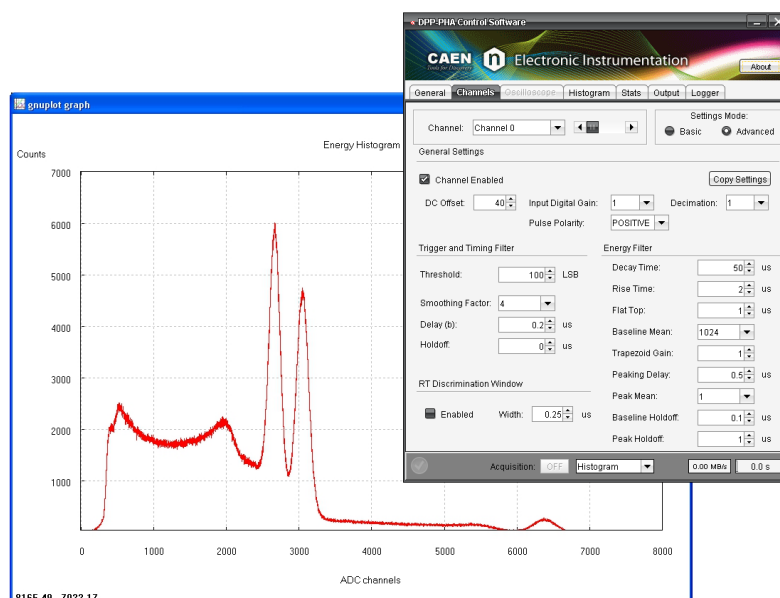 DPP-PHA Control Software
CAEN n Electronic Instrumentation
Tools for Discovery
About
General Channels Oscilloscope Histogram Stats Output Logger
Channel: Channel 0
Settings Mode:
Basic Advanced
General Settings
Channel Enabled Copy Settings
DC Offset: 40 Input Digital Gain: 1 Decimation: 1
Pulse Polarity: POSITIVE
Trigger and Timing Filter
Threshold: 100 LSB
Smoothing Factor: 4
Delay (b): 0.2 us
Holdoff: 0 us
RT Discrimination Window
Enabled Width: 0.25 us
Energy Filter
Decay Time: 50 us
Rise Time: 2 us
Flat Top: 1 us
Baseline Mean: 1024
Trapezoid Gain: 1
Peaking Delay: 0.5 us
Peak Mean: 1
Baseline Holdoff: 0.1 us
Peak Holdoff: 1 us
Acquisition: OFF Histogram 0.00 MB/s 0.0 s
gnuplot graph
Energy Histogram
Counts
7000
6000
5000
4000
3000
2000
1000
0 1000 2000 3000 4000 5000 6000 7000 8000
ADC channels